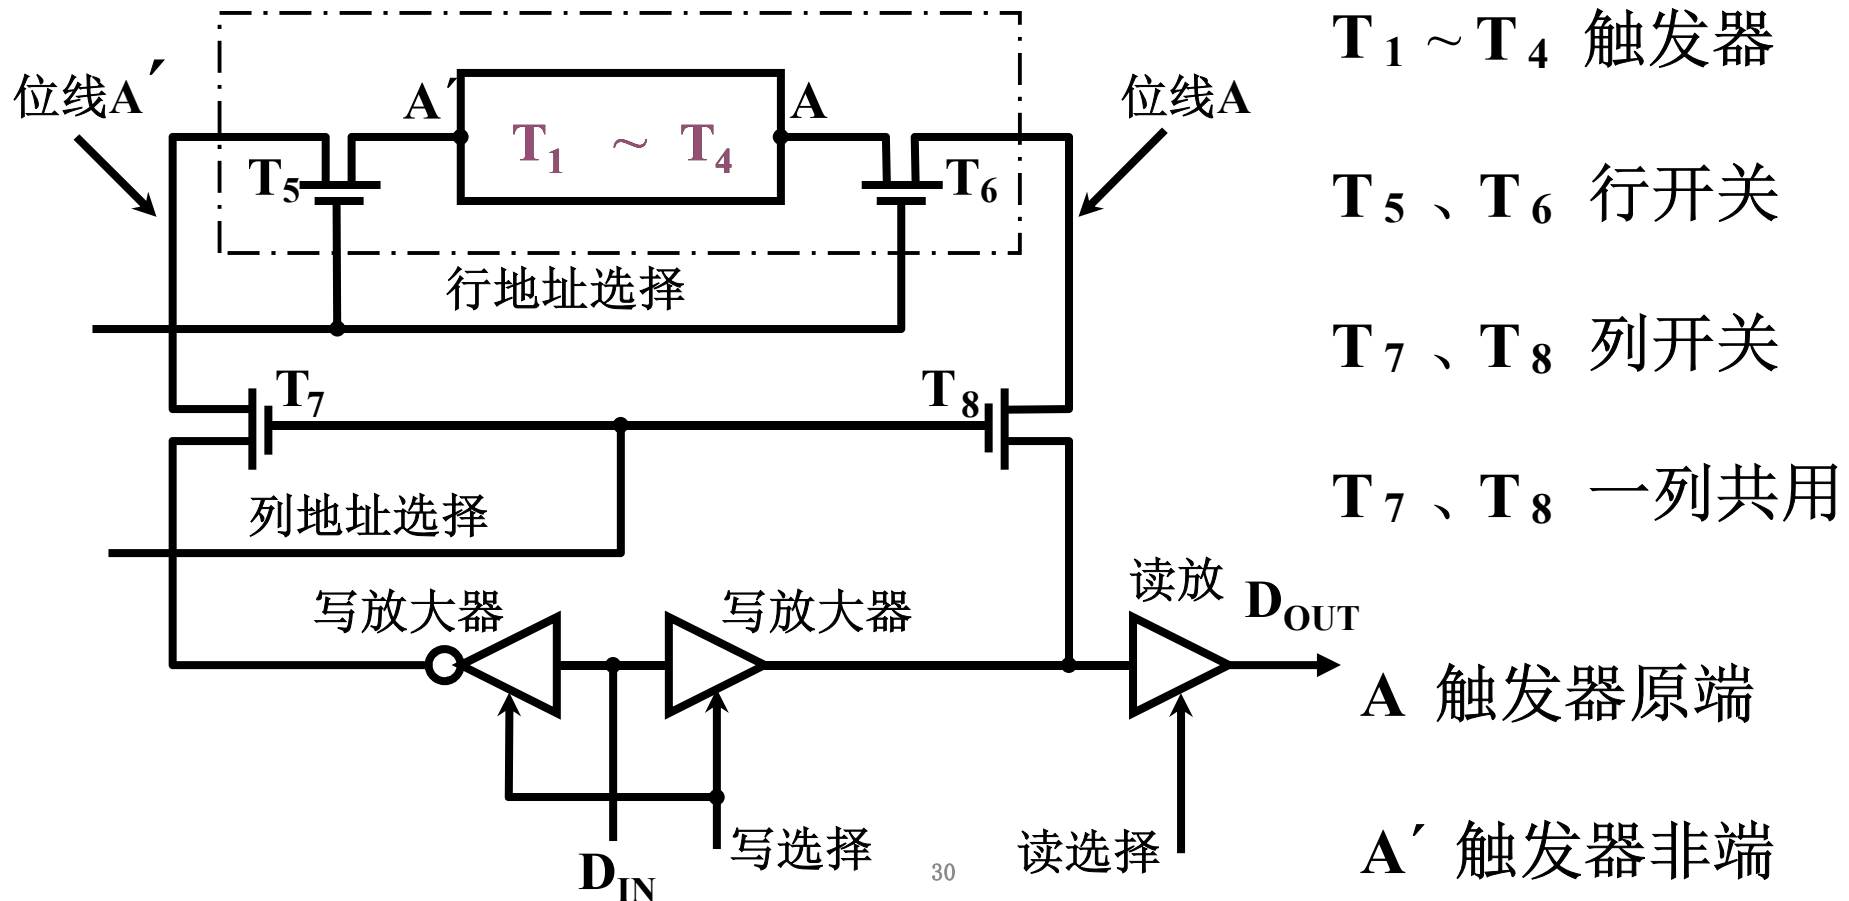 位线A′
A′
T1 ~ T4
A
位线A
T5
T6
行地址选择
T7
T8
列地址选择
写放大器
写放大器
读放
DOUT
DIN
写选择
读选择
30
T1 ~ T4 触发器
T5 、T6 行开关
T7 、T8 列开关
T7 、T8 一列共用
A 触发器原端
A′ 触发器非端